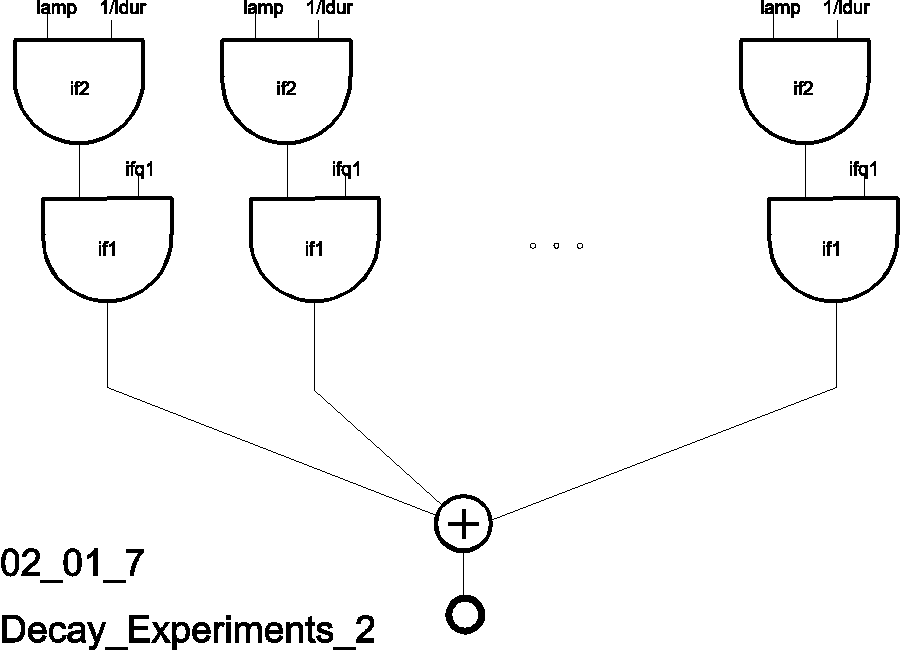 lamp 1/ldur lamp 1/ldur lamp 1/ldur
if2 if2 if2
ifq1 ifq1 ifq1
if1 if1 if1
+
02_01_7
Decay_Experiments_2